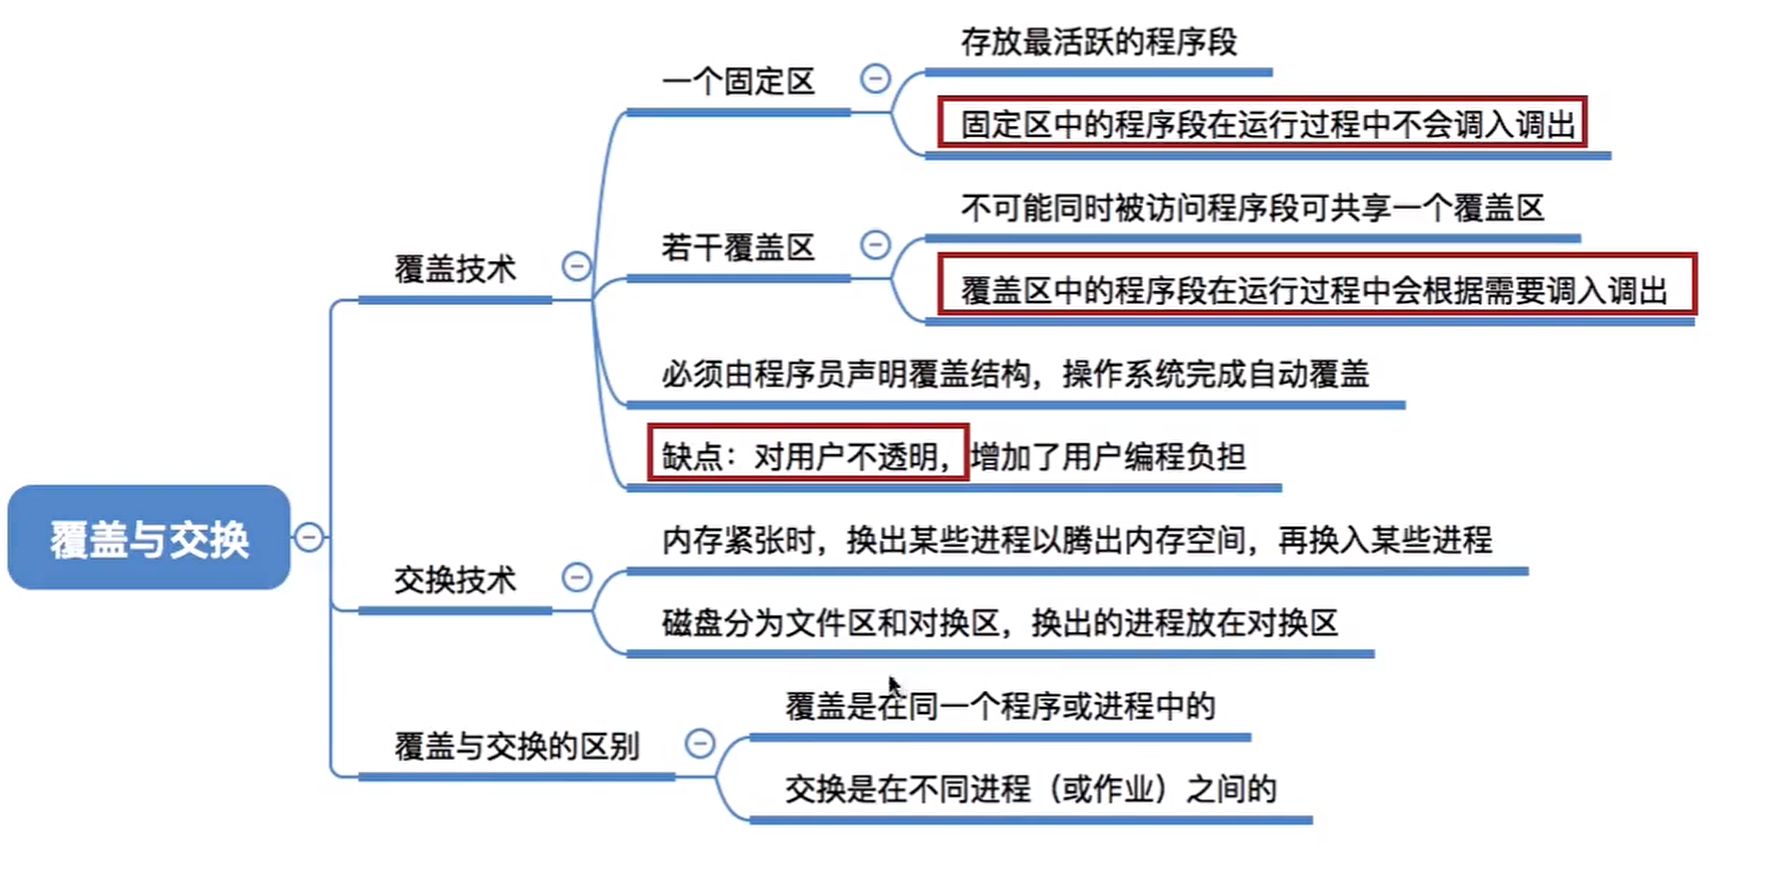 覆盖与交换
覆盖技术
一个固定区
存放最活跃的程序段
固定区中的程序段在运行过程中不会调入调出
若干覆盖区
不可能同时被访问程序段可共享一个覆盖区
覆盖区中的程序段在运行过程中会根据需要调入调出
必须由程序员声明覆盖结构，操作系统完成自动覆盖
缺点：对用户不透明，增加了用户编程负担
交换技术
内存紧张时，换出某些进程以腾出内存空间，再换入某些进程
磁盘分为文件区和对换区，换出的进程放在对换区
覆盖与交换的区别
覆盖是在同一个程序或进程中的
交换是在不同进程（或作业）之间的